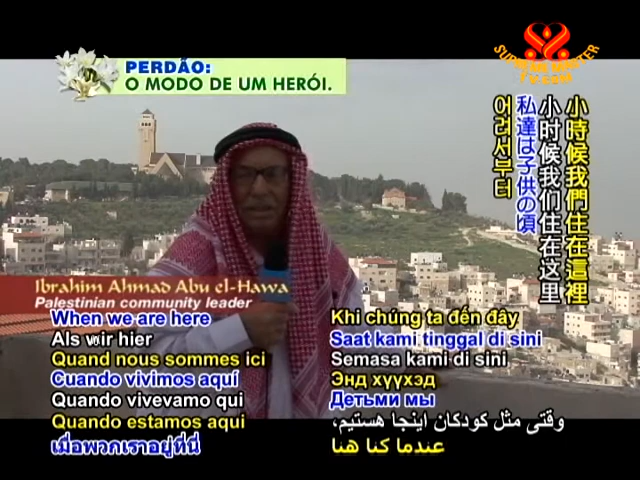 PERDÃO:
O MODO DE UM HERÓI.
SUPREME MASTER
TV.COM
小時候我們住在這裡
小时候我们住在这里
私達は子供の頃
어려서부터
Ibrahim Ahmad Abu el-Hawa
Palestinian community leader
When we are here
Als wir hier
Quand nous sommes ici
Cuando vivimos aquí
Quando vivevamo qui
Quando estamos aqui
เมื่อพวกเราอยู่ที่นี่
Khi chúng ta đến đây
Saat kami tinggal di sini
Semasa kami di sini
Энд хүүхэд
Детьми мы
وقتی مثل کودکان اینجا هستیم،
عندما كنا هنا